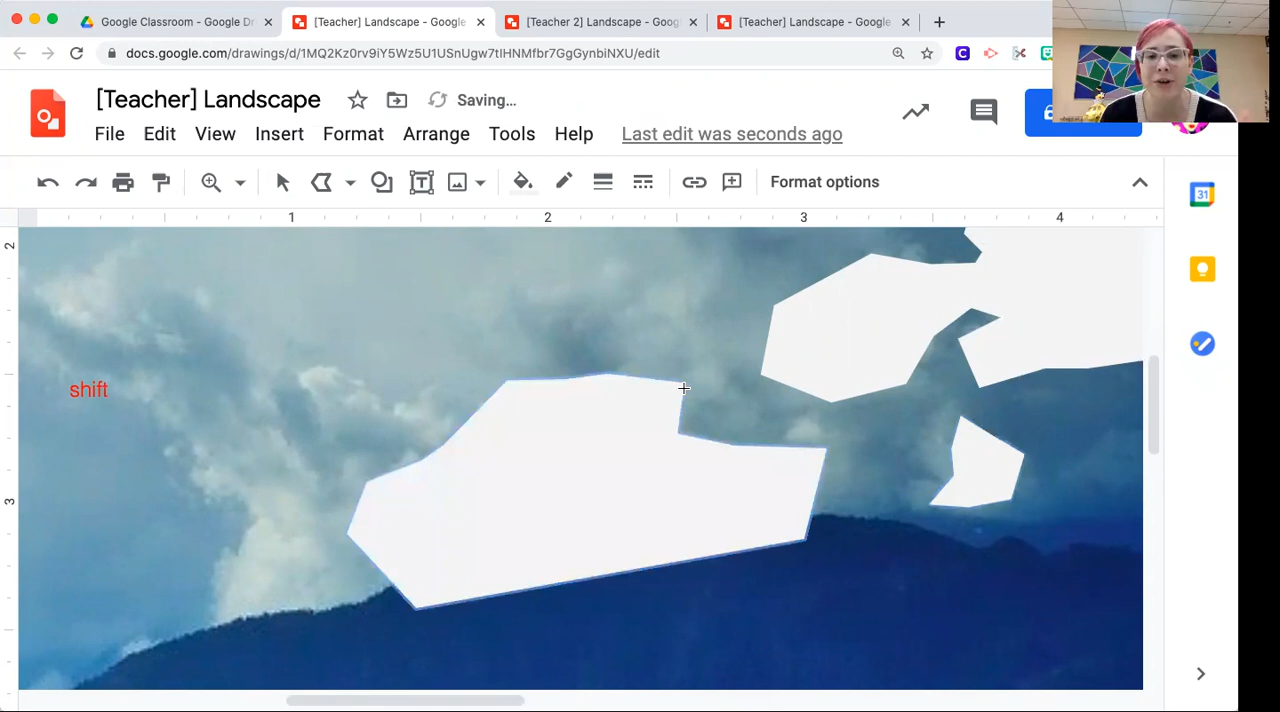 Google Classroom - Google Dr
[Teacher] Landscape - Google
[Teacher 2] Landscape - Goog
[Teacher] Landscape - Google
docs.google.com/drawings/d/1MQ2Kz0rv9iY5Wz5U1USnUgw7tIHNMfbr7GgGynbiNXU/edit
[Teacher] Landscape
Saving...
File Edit View Insert Format Arrange Tools Help Last edit was seconds ago
Format options
1 2 3 4
2
31
shift
3